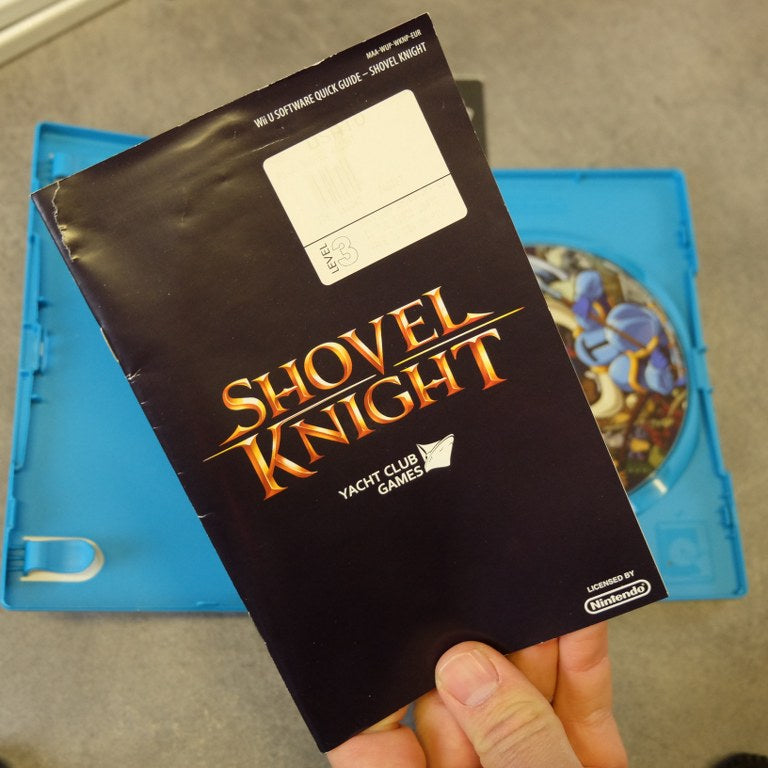 MAA-WUP-WKNP-EUR
Wii U SOFTWARE QUICK GUIDE – SHOVEL KNIGHT
LEVEL 3
SHOVEL
KNIGHT
YACHT CLUB
GAMES
LICENSED BY
Nintendo